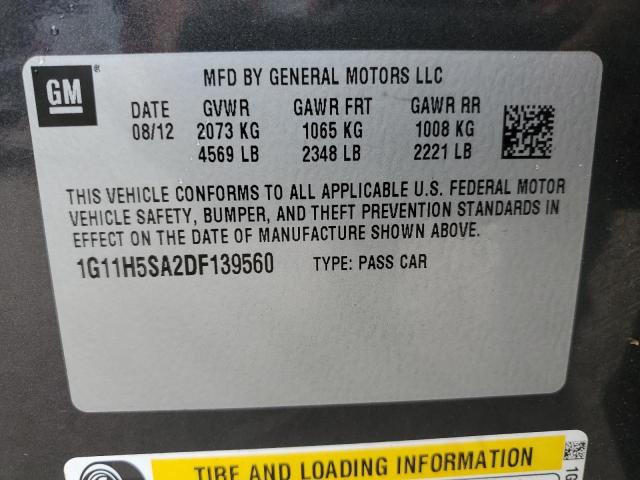 GM
®
MFD BY GENERAL MOTORS LLC
DATE GVWR GAWR FRT GAWR RR
08/12 2073 KG 1065 KG 1008 KG
4569 LB 2348 LB 2221 LB
THIS VEHICLE CONFORMS TO ALL APPLICABLE U.S. FEDERAL MOTOR
VEHICLE SAFETY, BUMPER, AND THEFT PREVENTION STANDARDS IN
EFFECT ON THE DATE OF MANUFACTURE SHOWN ABOVE.
1G11H5SA2DF139560 TYPE: PASS CAR
TIRE AND LOADING INFORMATION